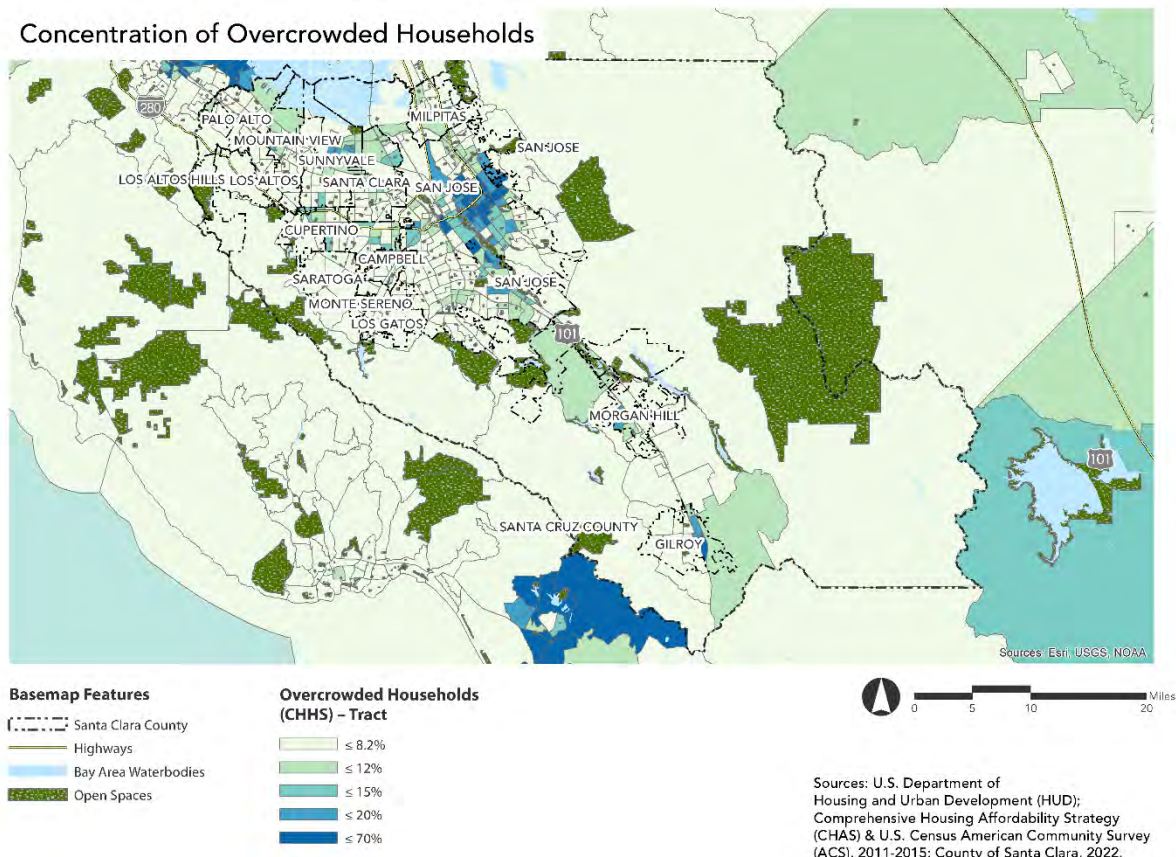 Concentration of Overcrowded Households
280
PALO ALTO
MILPITAS
MOUNTAIN VIEW
SAN JOSE
SUNNYVALE
LOS ALTOS HILLS
LOS ALTOS
SANTA CLARA
SAN JOSE
CUPERTINO
CAMPBELL
SARATOGA
SAN JOSE
MONTE SERENO
LOS GATOS
101
MORGAN HILL
101
SANTA CRUZ COUNTY
GILROY
Sources: Esri, USGS, NOAA
Basemap Features
Santa Clara County
Highways
Bay Area Waterbodies
Open Spaces
Overcrowded Households
(CHHS) – Tract
≤ 8.2%
≤ 12%
≤ 15%
≤ 20%
≤ 70%
Miles
0 5 10 20
Sources: U.S. Department of
Housing and Urban Development (HUD);
Comprehensive Housing Affordability Strategy
(CHAS) & U.S. Census American Community Survey
(ACS), 2011-2015; County of Santa Clara, 2022.